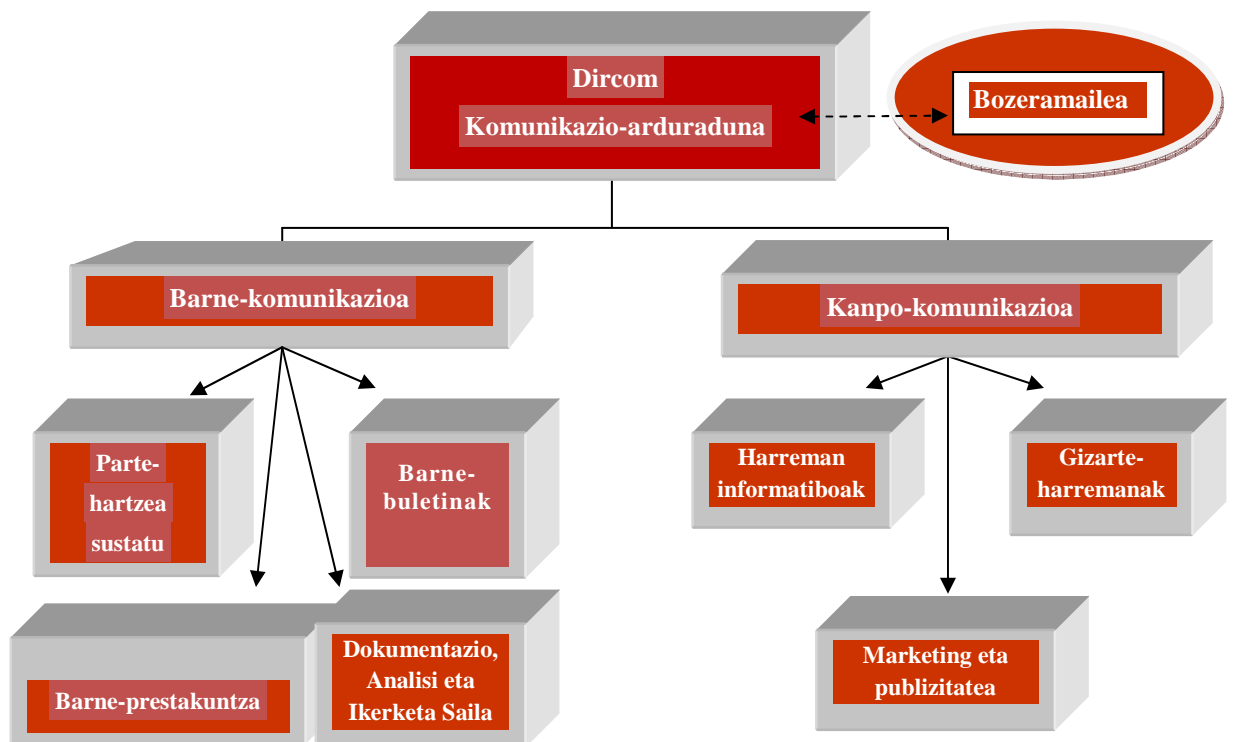 Dircom
Komunikazio-arduraduna
Bozeramailea
Barne-komunikazioa
Kanpo-komunikazioa
Parte-
hartzea
sustatu
Barne-
buletinak
Harreman
informatiboak
Gizarte-
harremanak
Barne-prestakuntza
Dokumentazio,
Analisi eta
Ikerketa Saila
Marketing eta
publizitatea